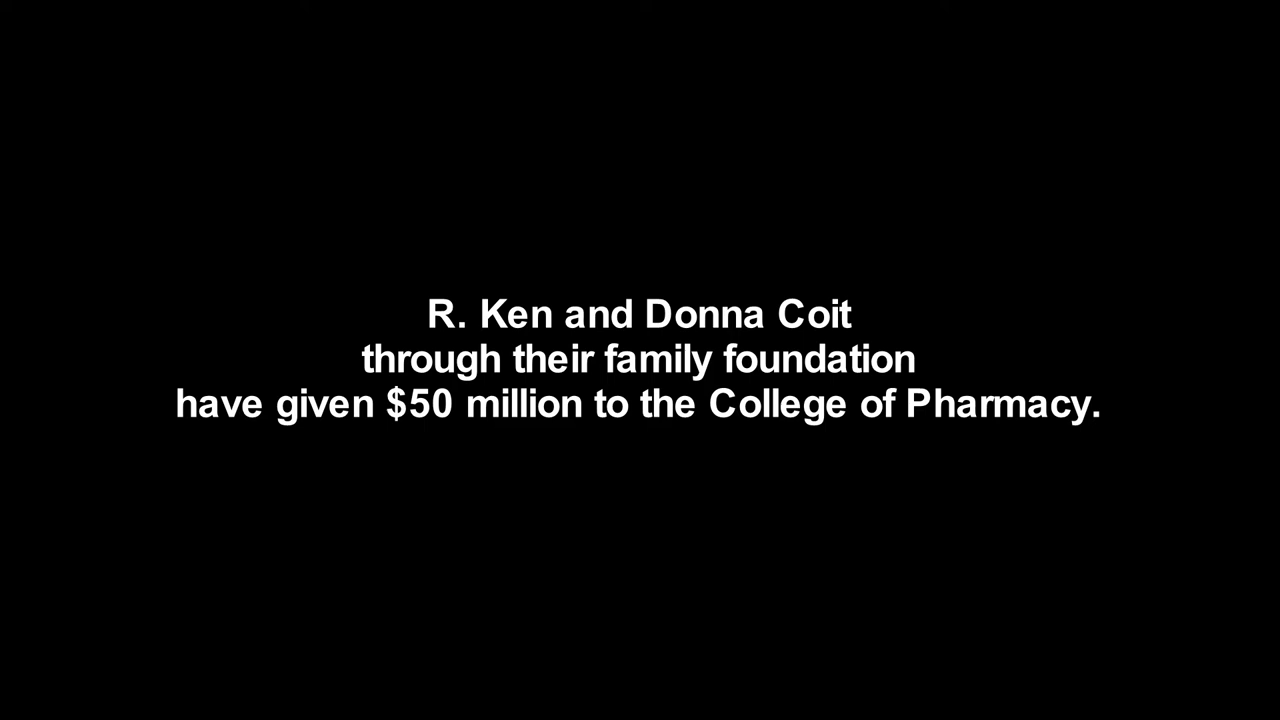 R. Ken and Donna Coit
through their family foundation
have given $50 million to the College of Pharmacy.